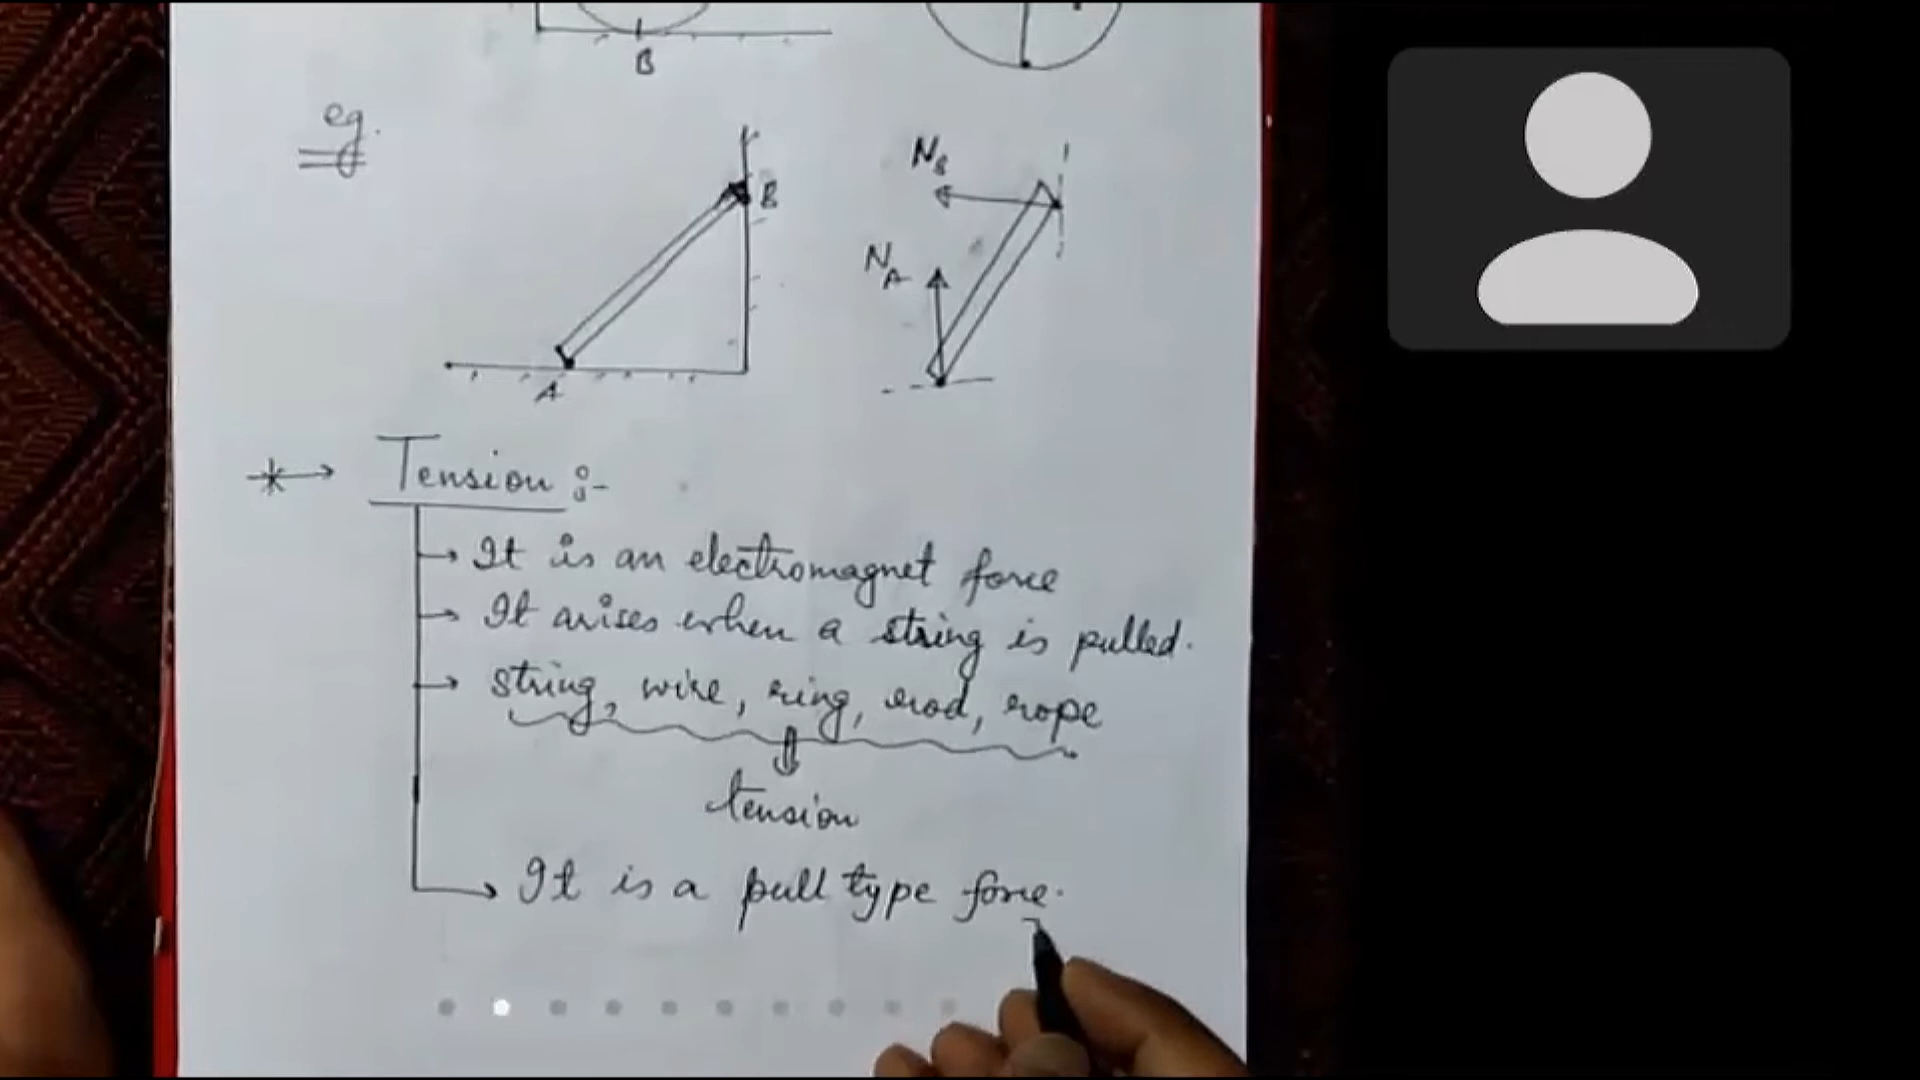 B
eg.
B
A
N_B
N_A
Tension :-
It is an electromagnet force
It arises when a string is pulled.
string, wire, ring, rod, rope
tension
It is a pull type force.